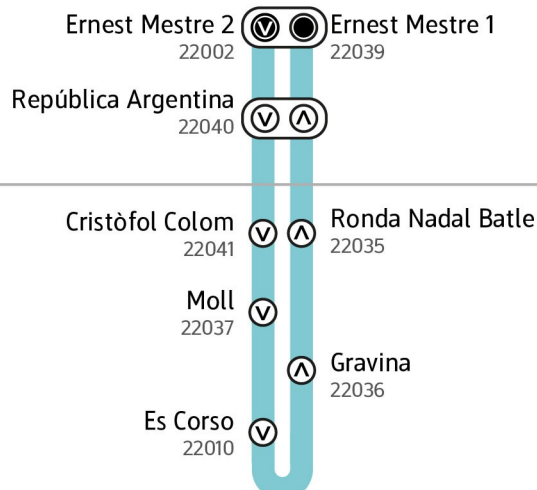 Ernest Mestre 2
22002
Ernest Mestre 1
22039
República Argentina
22040
Cristòfol Colom
22041
Ronda Nadal Batle
22035
Moll
22037
Gravina
22036
Es Corso
22010